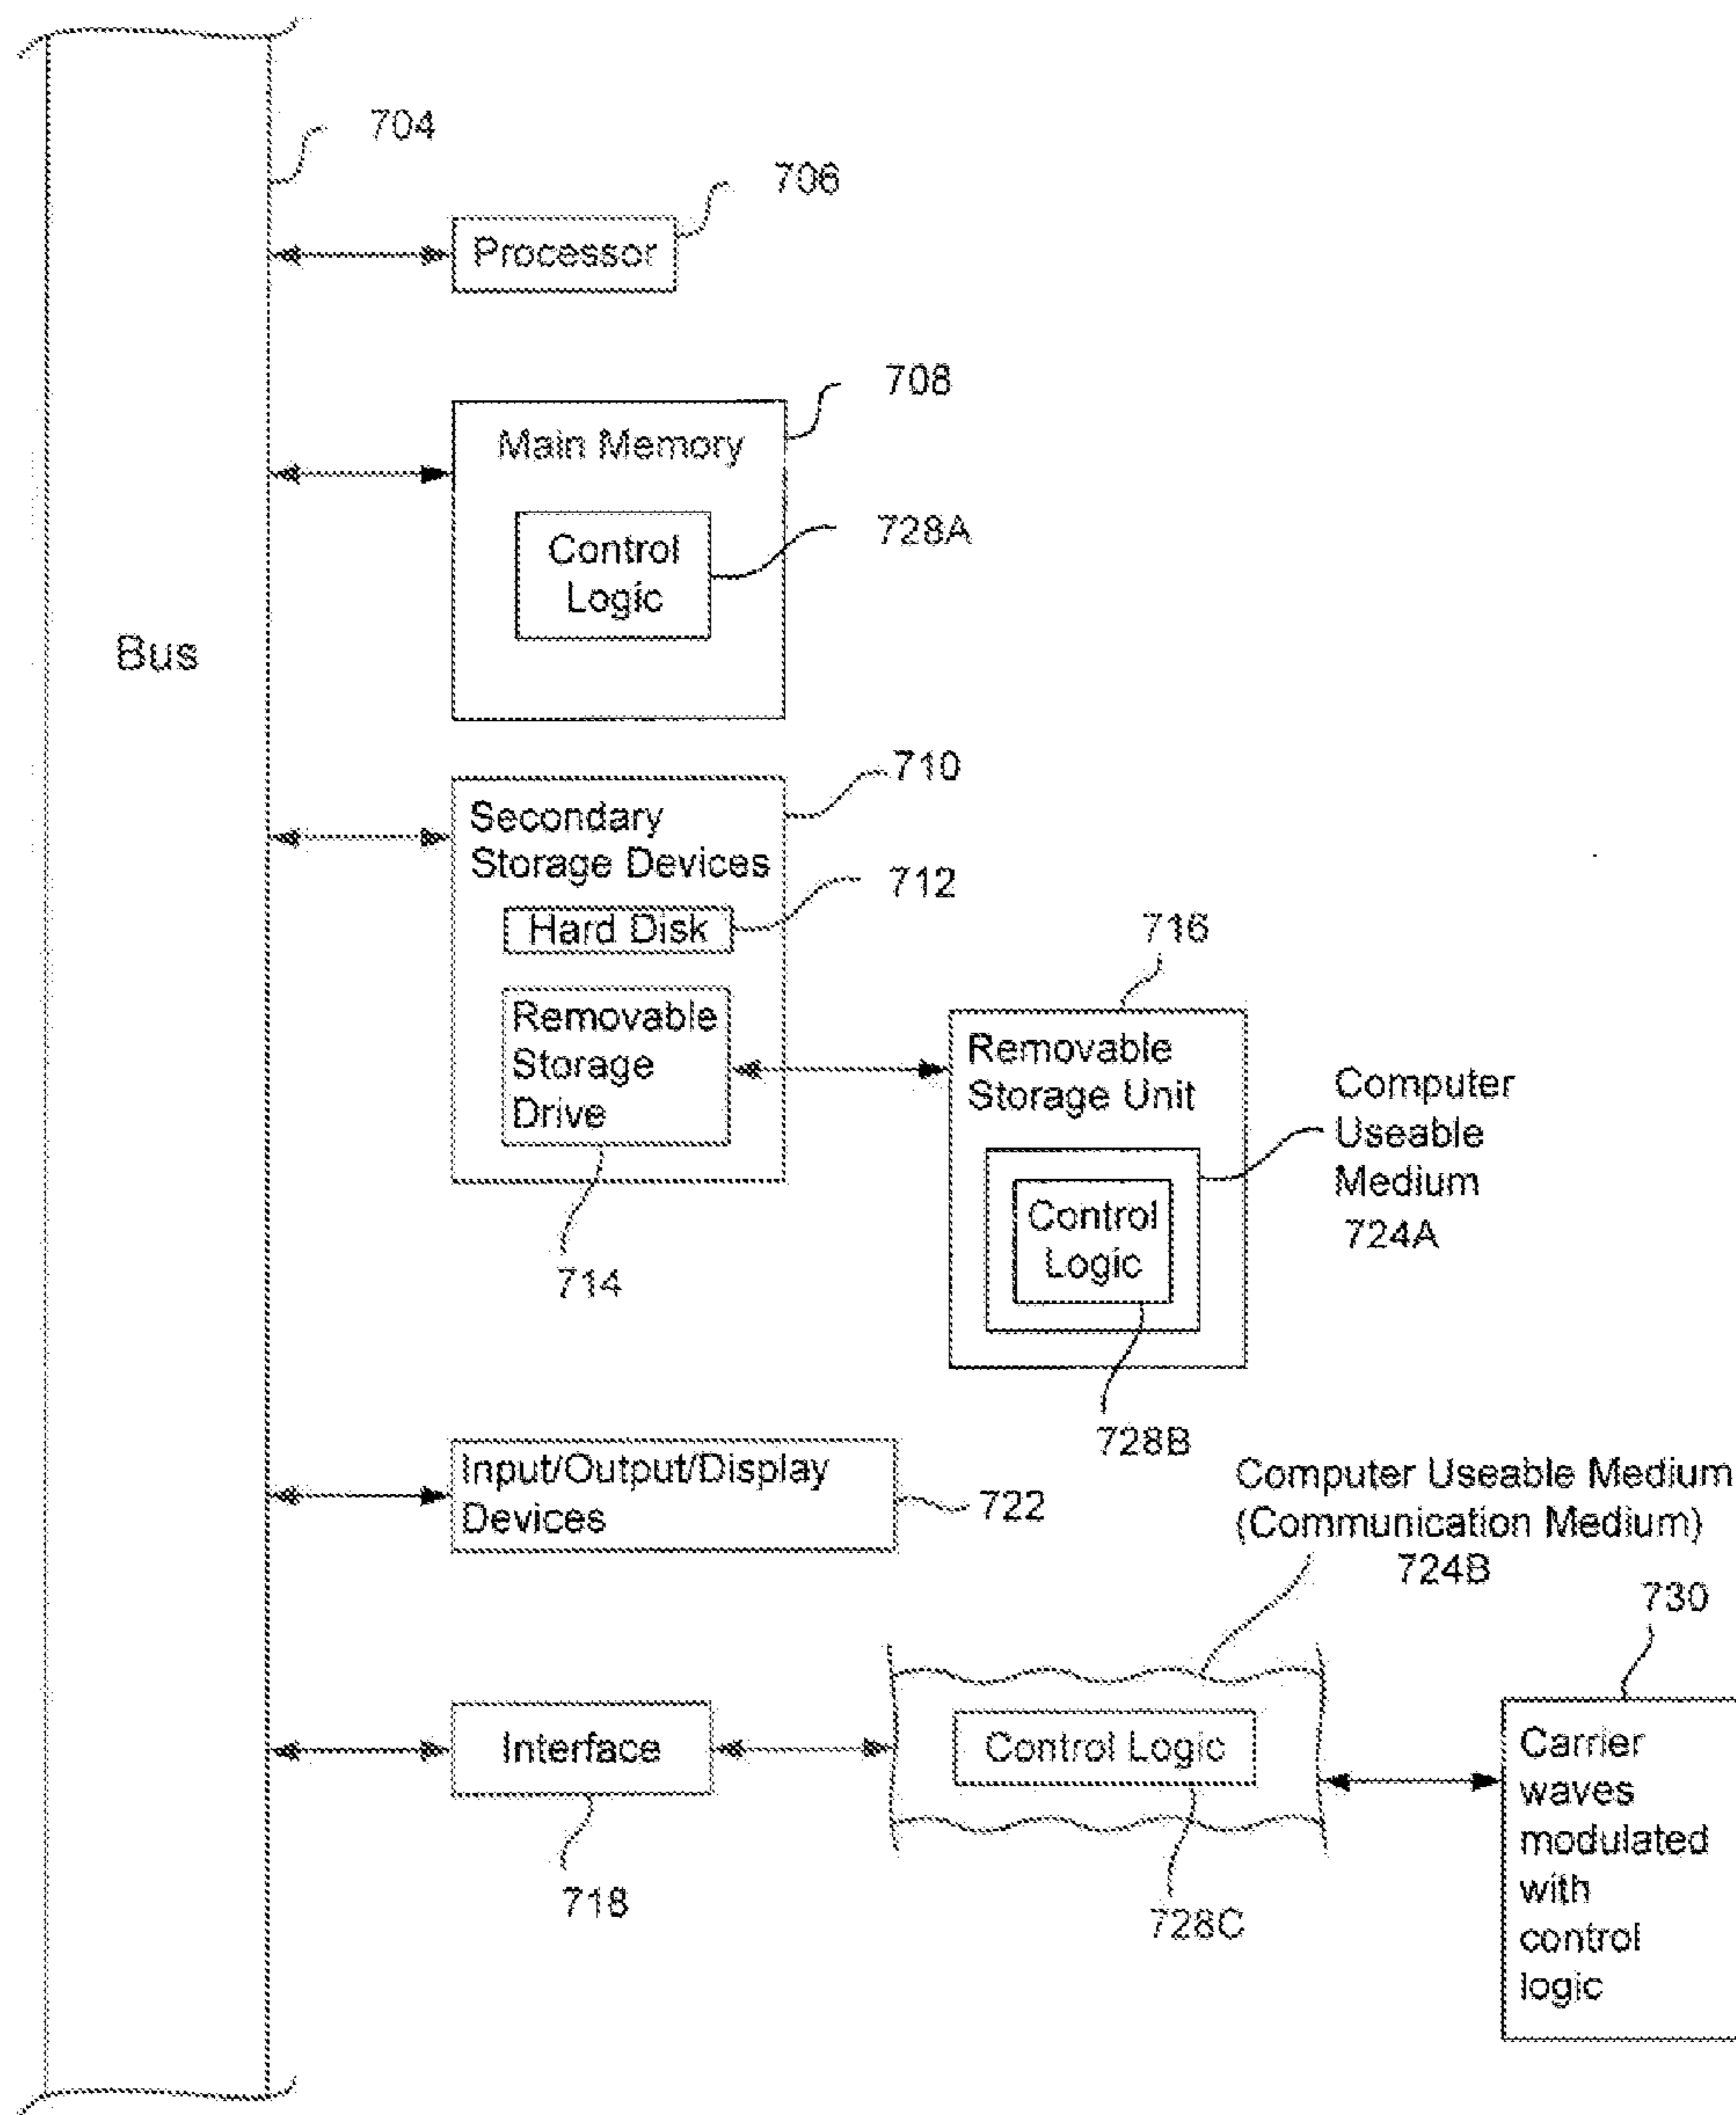 704
706
Processor
708
Main Memory
728A
Control
Logic
Bus
710
Secondary
Storage Devices
712
Hard Disk
716
Removable
Storage
Drive
Removable
Storage Unit
Computer
Useable
Medium
724A
Control
Logic
714
728B
Input/Output/Display
Devices
722
Computer Useable Medium
(Communication Medium)
724B
730
Interface
Control Logic
Carrier
waves
modulated
with
control
logic
718
728C